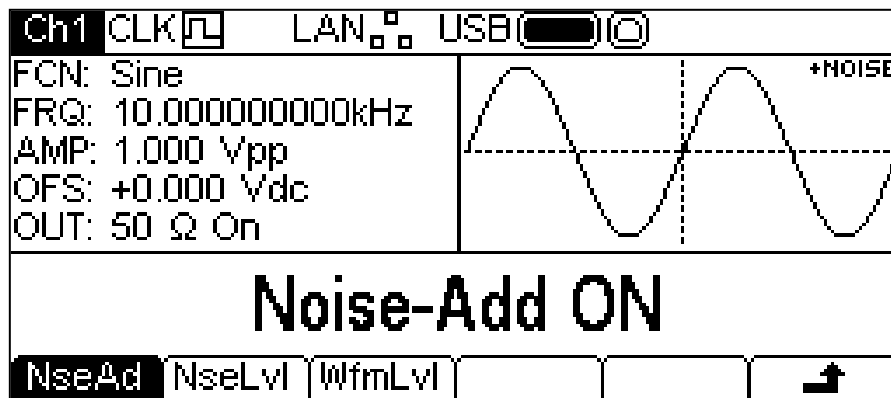 Ch1 CLK LAN USB
FCN: Sine
FRQ: 10.000000000kHz
AMP: 1.000 Vpp
OFS: +0.000 Vdc
OUT: 50 Ω On
+NOISE
Noise-Add ON
NseAd NseLvl WfmLvl